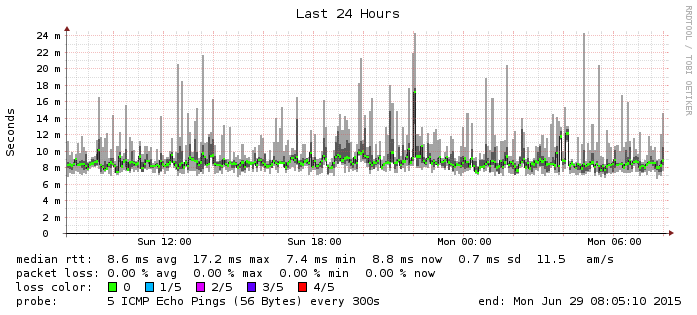 Last 24 Hours
RRDTOOL / TOBI OETIKER
Seconds
24 m
22 m
20 m
18 m
16 m
14 m
12 m
10 m
8 m
6 m
4 m
2 m
0
Sun 12:00 Sun 18:00 Mon 00:00 Mon 06:00
median rtt: 8.6 ms avg 17.2 ms max 7.4 ms min 8.8 ms now 0.7 ms sd 11.5 am/s
packet loss: 0.00 % avg 0.00 % max 0.00 % min 0.00 % now
loss color: 0 1/5 2/5 3/5 4/5
probe: 5 ICMP Echo Pings (56 Bytes) every 300s end: Mon Jun 29 08:05:10 2015